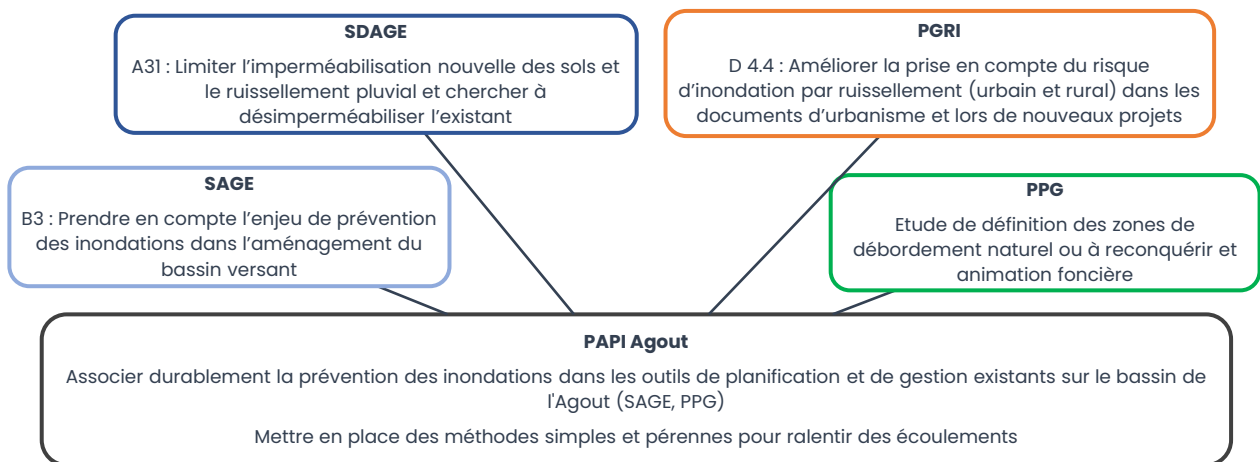 SDAGE
A31 : Limiter l’imperméabilisation nouvelle des sols et
le ruissellement pluvial et chercher à
désimperméabiliser l’existant
PGRI
D 4.4 : Améliorer la prise en compte du risque
d’inondation par ruissellement (urbain et rural) dans les
documents d’urbanisme et lors de nouveaux projets
SAGE
B3 : Prendre en compte l’enjeu de prévention
des inondations dans l’aménagement du
bassin versant
PPG
Etude de définition des zones de
débordement naturel ou à reconquérir et
animation foncière
PAPI Agout
Associer durablement la prévention des inondations dans les outils de planification et de gestion existants sur le bassin de
l'Agout (SAGE, PPG)
Mettre en place des méthodes simples et pérennes pour ralentir des écoulements